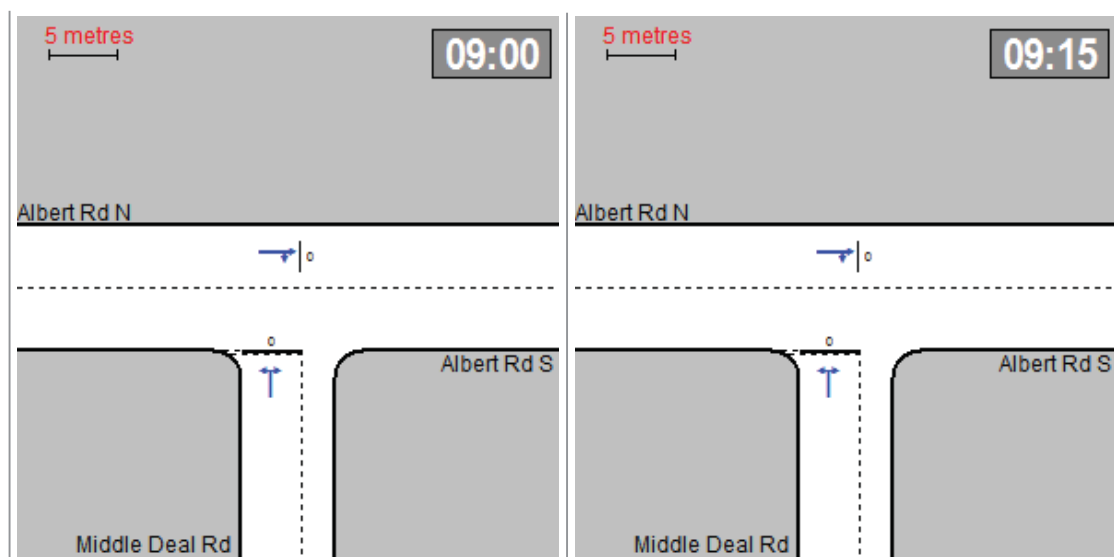 5 metres
09:00
Albert Rd N
0
0
Albert Rd S
Middle Deal Rd
5 metres
09:15
Albert Rd N
0
0
Albert Rd S
Middle Deal Rd